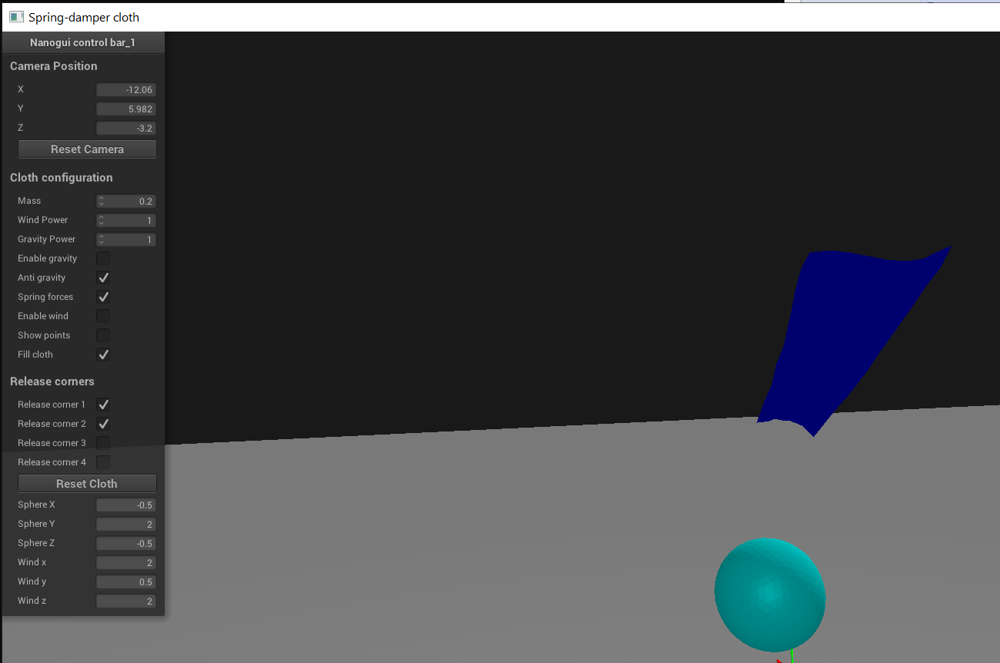 Spring-damper cloth
Nanogui control bar_1
Camera Position
X -12.06
Y 5.982
Z -3.2
Reset Camera
Cloth configuration
Mass 0.2
Wind Power 1
Gravity Power 1
Enable gravity
Anti gravity
Spring forces
Enable wind
Show points
Fill cloth
Release corners
Release corner 1
Release corner 2
Release corner 3
Release corner 4
Reset Cloth
Sphere X -0.5
Sphere Y 2
Sphere Z -0.5
Wind x 2
Wind y 0.5
Wind z 2